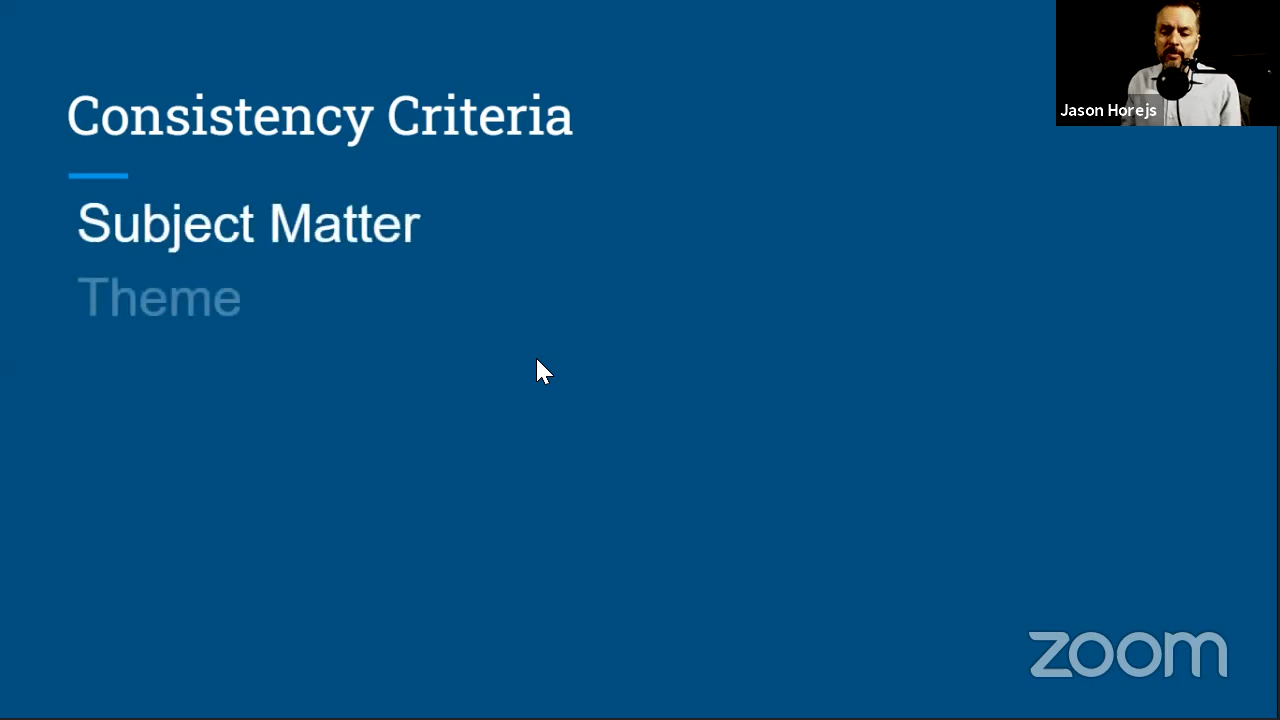 Consistency Criteria
Subject Matter
Theme
Jason Horejs
zoom